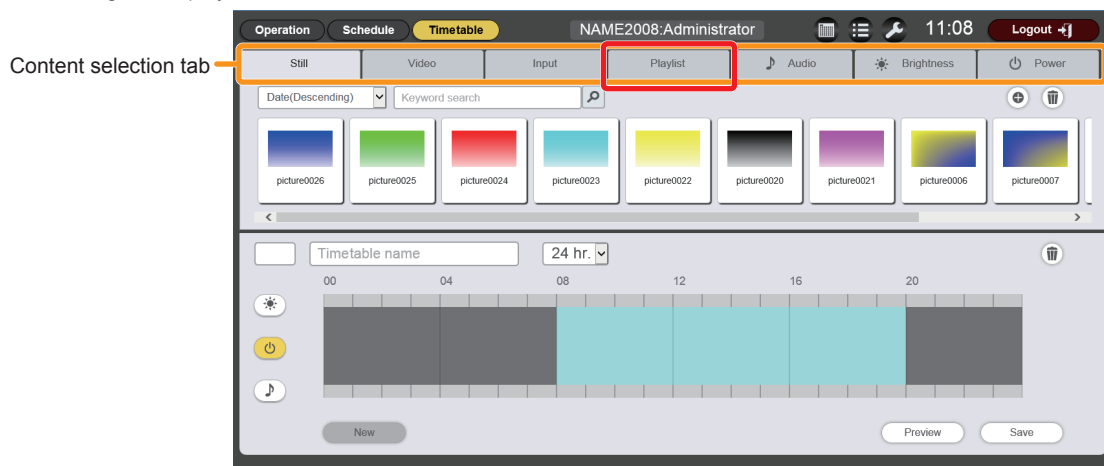 Operation Schedule Timetable NAME2008:Administrator 11:08 Logout
Content selection tab
Still Video Input Playlist Audio Brightness Power
Date(Descending) Keyword search
picture0026 picture0025 picture0024 picture0023 picture0022 picture0020 picture0021 picture0006 picture0007
Timetable name 24 hr.
00 04 08 12 16 20
New Preview Save